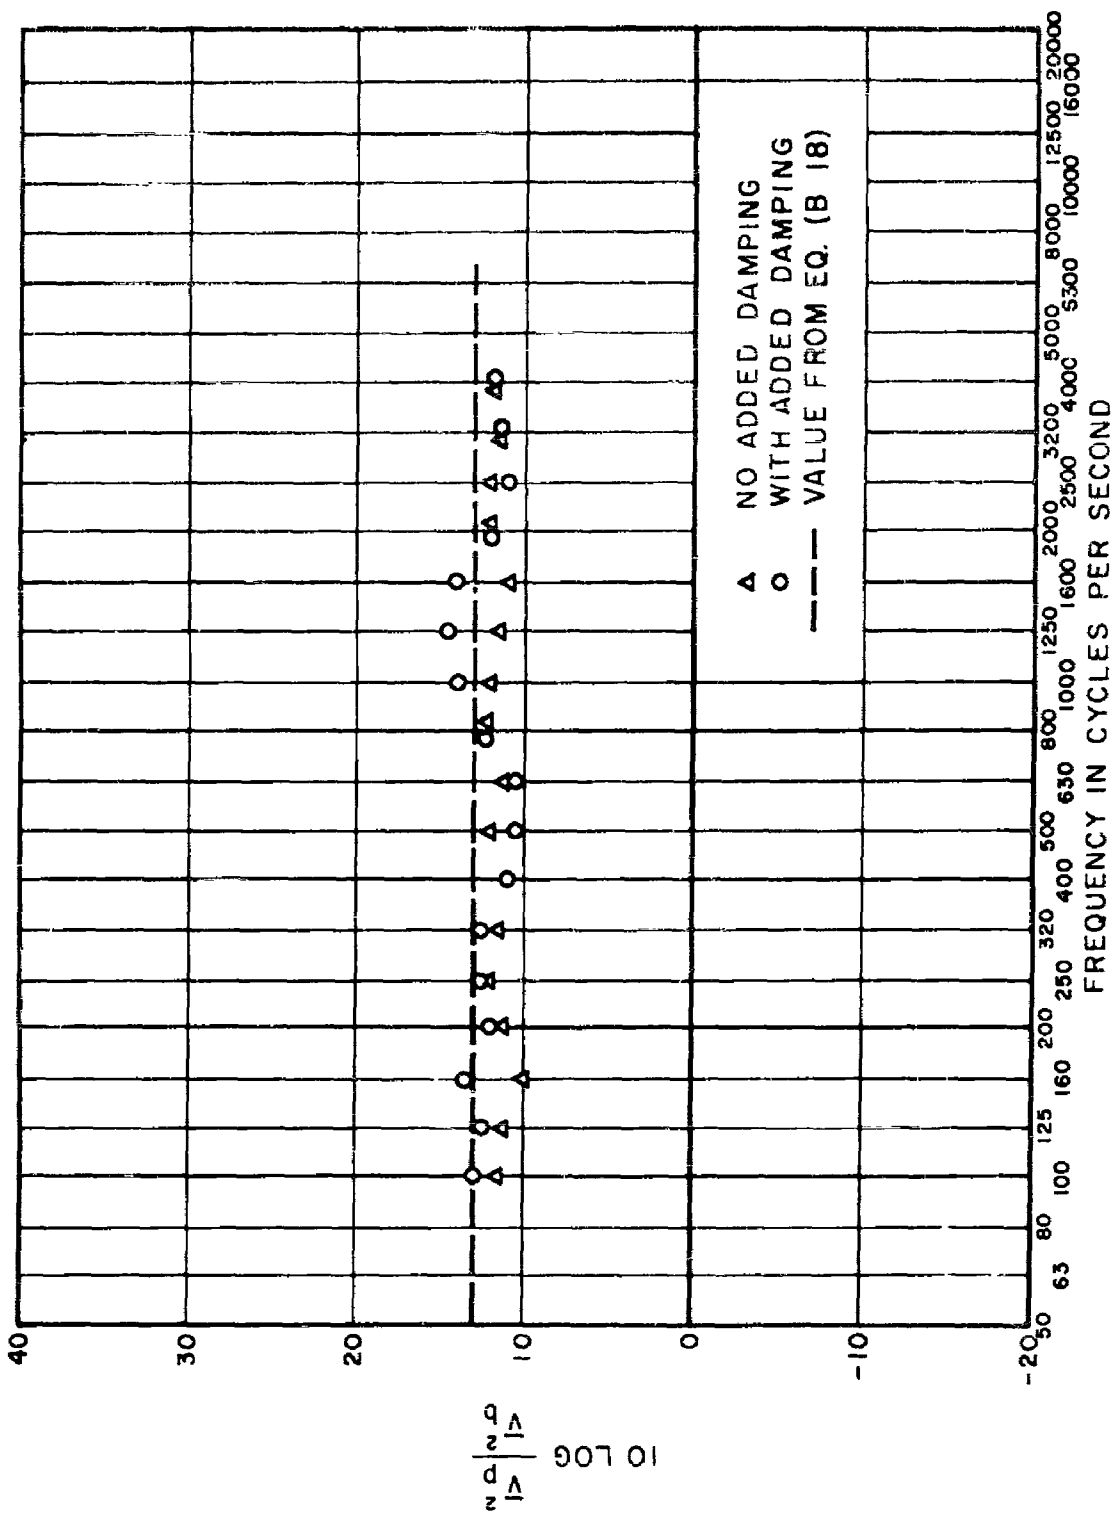 40
30
20
10
0
-10
-20
10 LOG v̄p² / v̄b²
50 63 80 100 125 160 200 250 320 400 500 630 800 1000 1250 1600 2000 2500 3200 4000 5000 6300 8000 10000 12500 16000 20000
FREQUENCY IN CYCLES PER SECOND
△ NO ADDED DAMPING
○ WITH ADDED DAMPING
—— VALUE FROM EQ. (B 18)